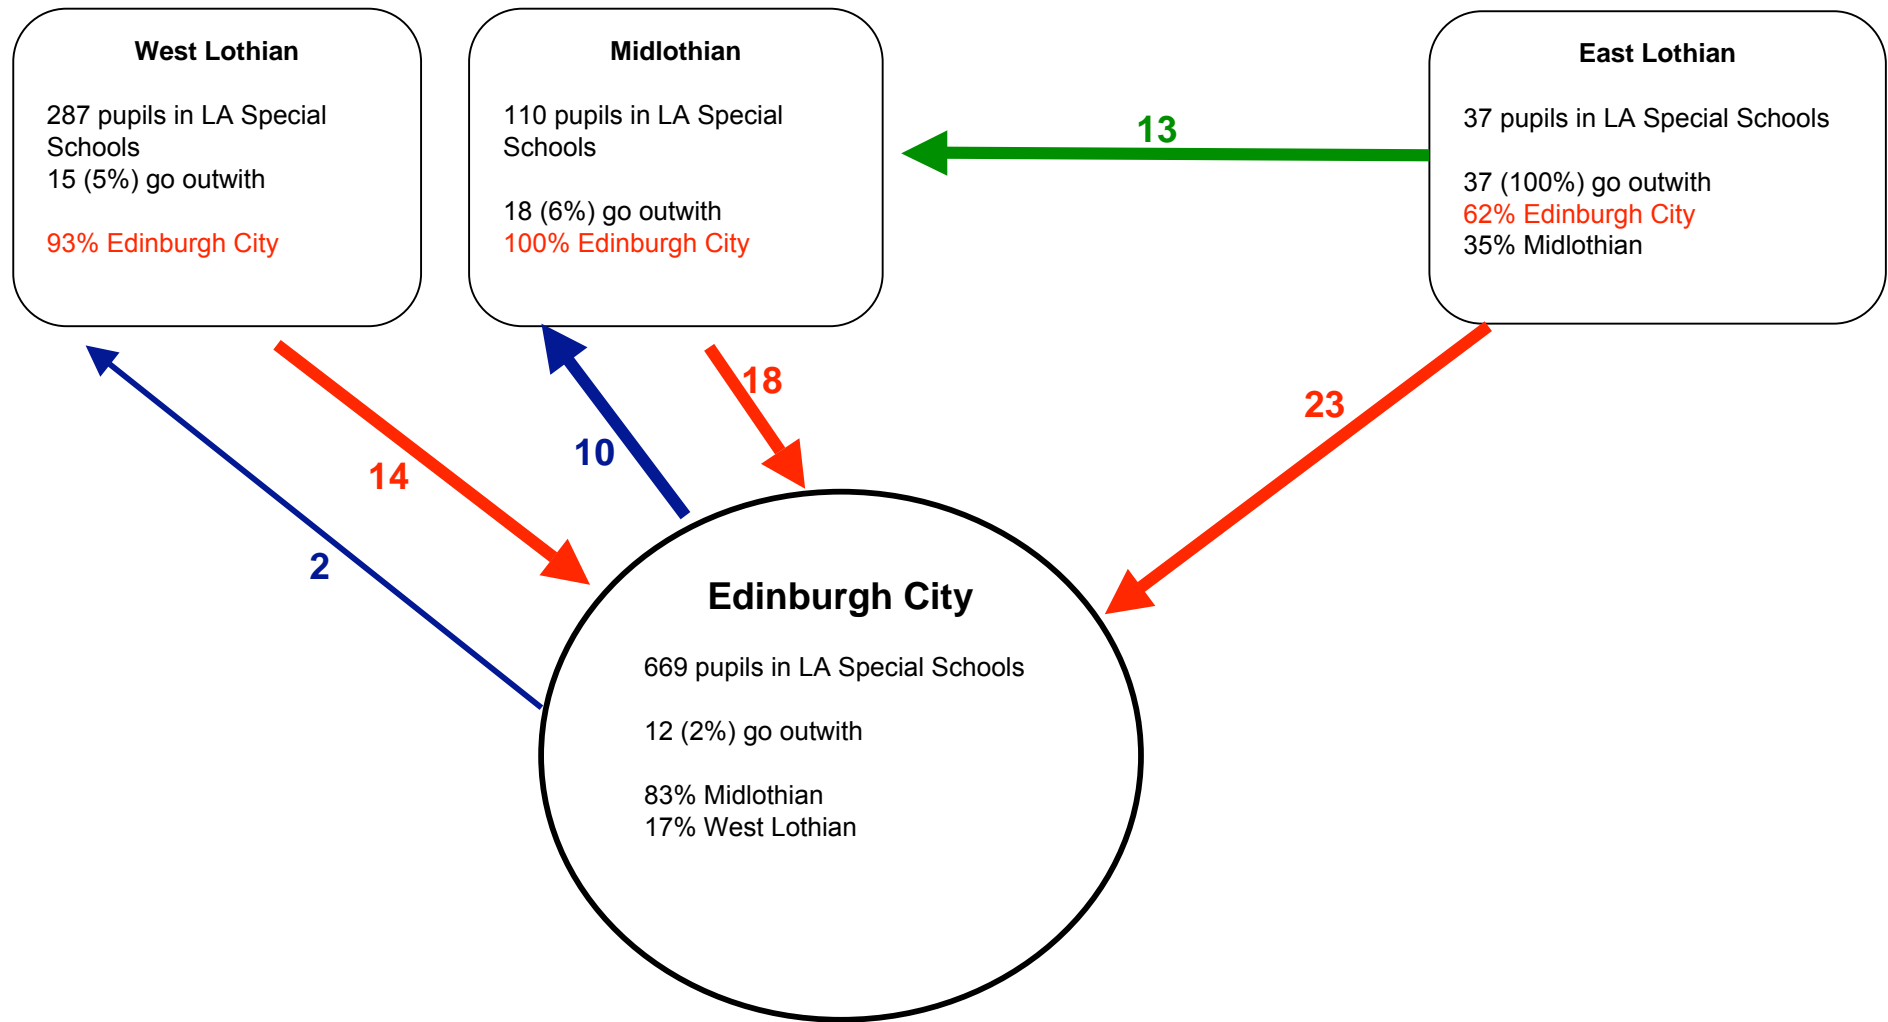 West Lothian
287 pupils in LA Special
Schools
15 (5%) go outwith
93% Edinburgh City
Midlothian
110 pupils in LA Special
Schools
18 (6%) go outwith
100% Edinburgh City
13
East Lothian
37 pupils in LA Special Schools
37 (100%) go outwith
62% Edinburgh City
35% Midlothian
14
2
10
18
23
Edinburgh City
669 pupils in LA Special Schools
12 (2%) go outwith
83% Midlothian
17% West Lothian